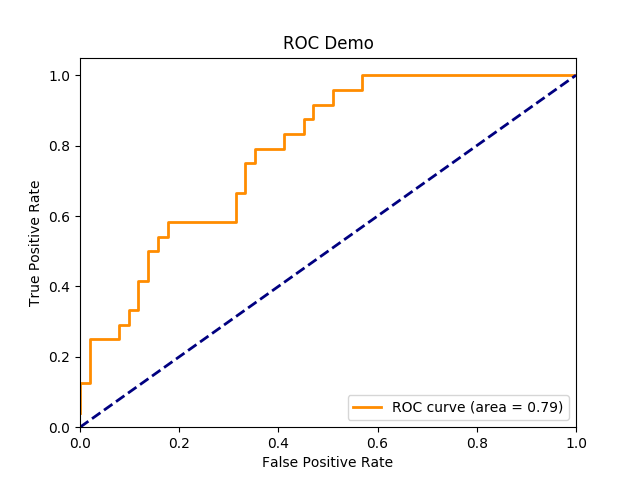 ROC Demo
1.0
0.8
0.6
0.4
0.2
0.0
True Positive Rate
0.0 0.2 0.4 0.6 0.8 1.0
False Positive Rate
ROC curve (area = 0.79)